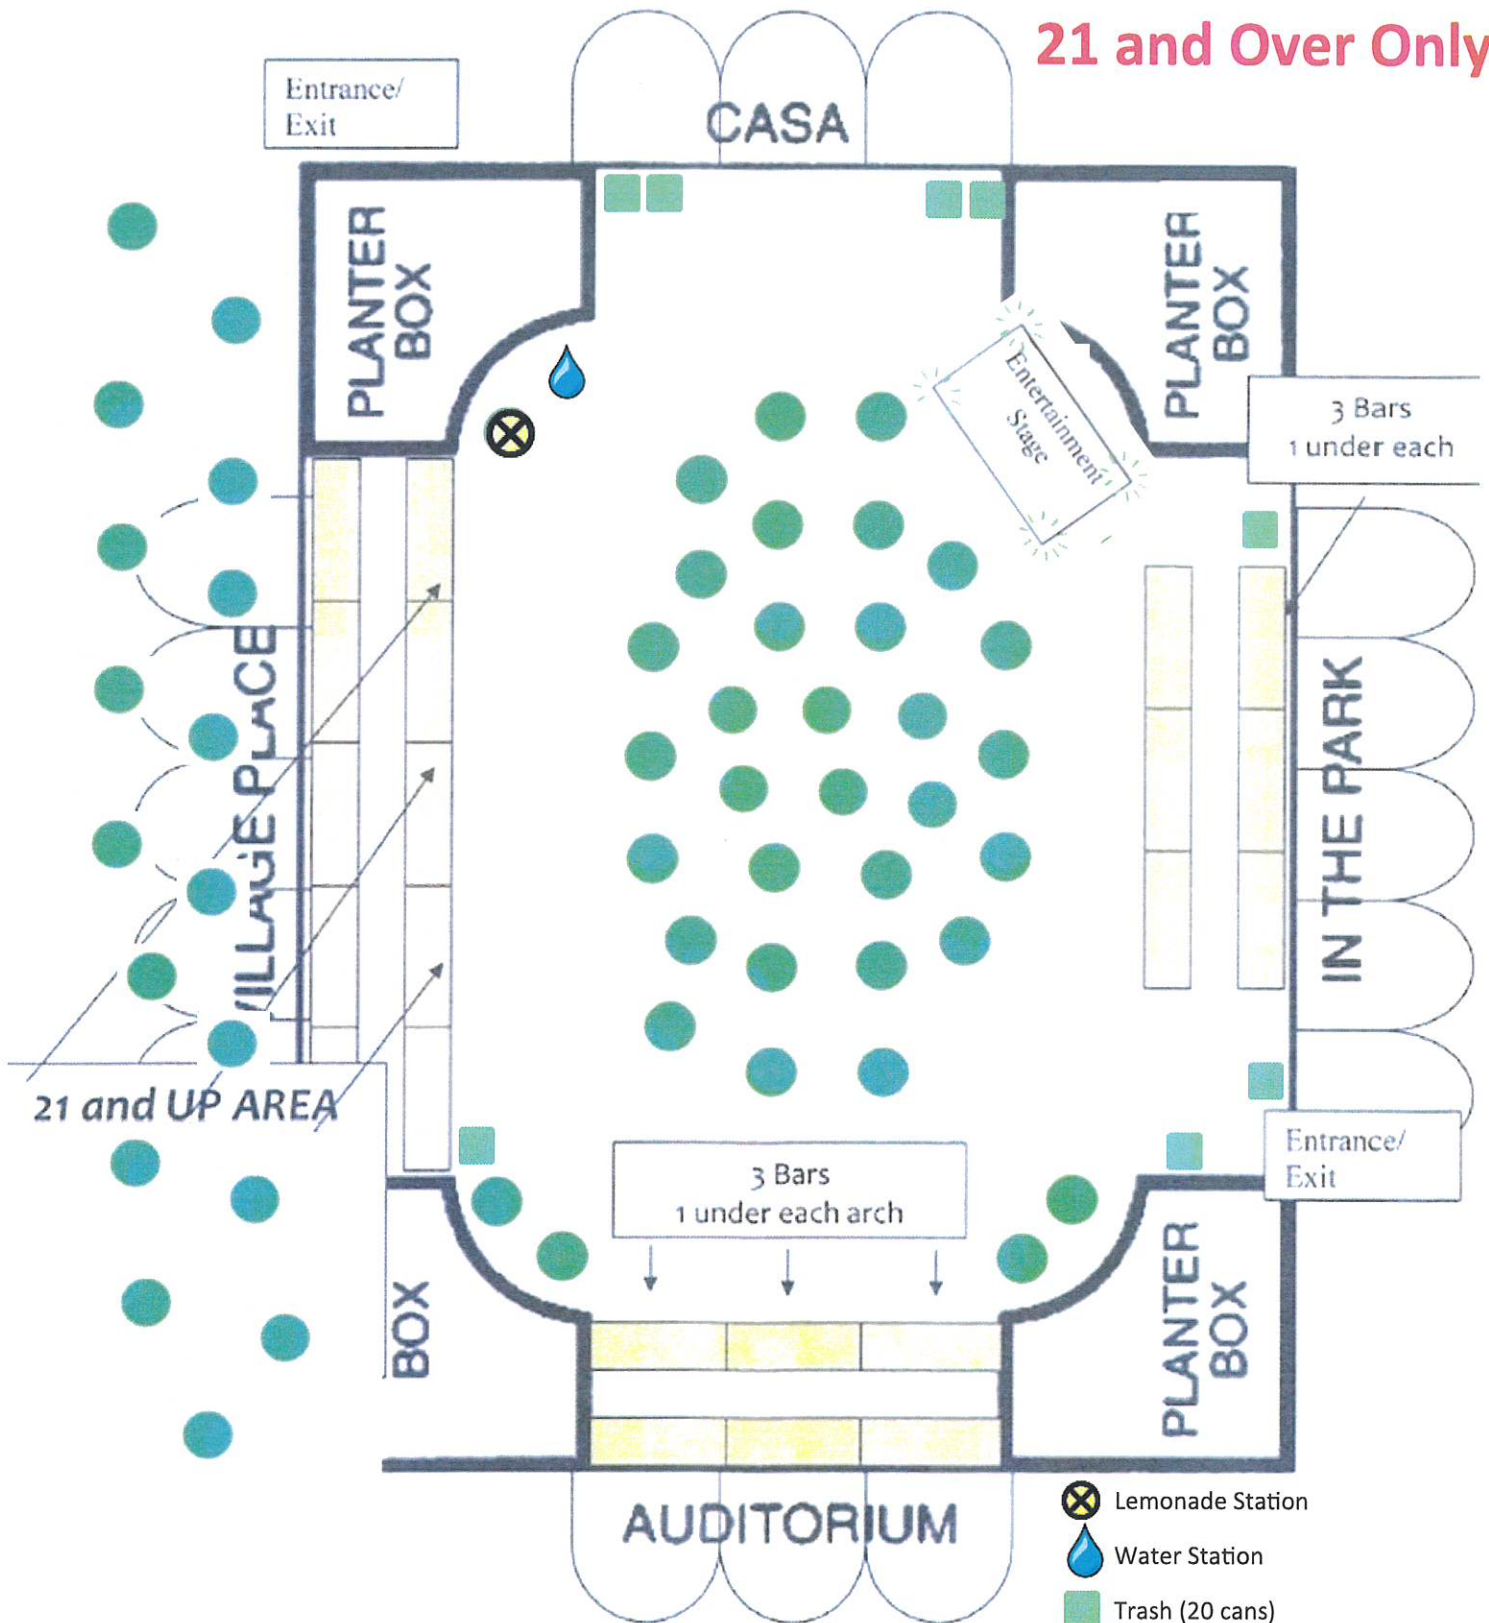 21 and Over Only
Entrance/
Exit
CASA
PLANTER
BOX
PLANTER
BOX
Entertainment
Stage
3 Bars
1 under each
VILLAGE PLACE
IN THE PARK
21 and UP AREA
3 Bars
1 under each arch
Entrance/
Exit
BOX
PLANTER
BOX
AUDITORIUM
Lemonade Station
Water Station
Trash (20 cans)